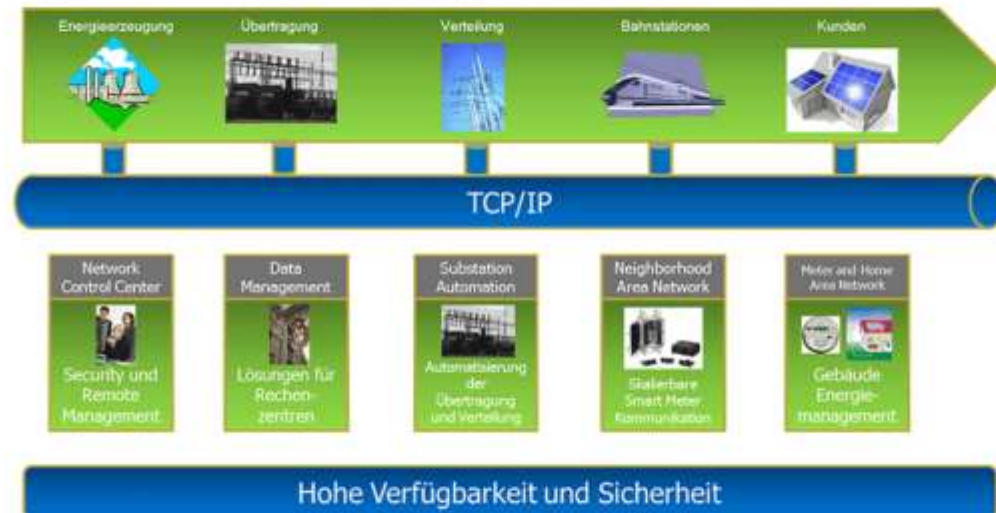 Energieerzeugung
Übertragung
Verteilung
Bahnstationen
Kunden
TCP/IP
Network
Control Center
Security und
Remote
Management
Data
Management
Lösungen für
Rechen-
zentren
Substation
Automation
Automatisierung
der
Übertragung
und Verteilung
Neighborhood
Area Network
Skalierbare
Smart Meter
Kommunikation
Meter and Home
Area Network
Gebäude
Energie-
management
Hohe Verfügbarkeit und Sicherheit